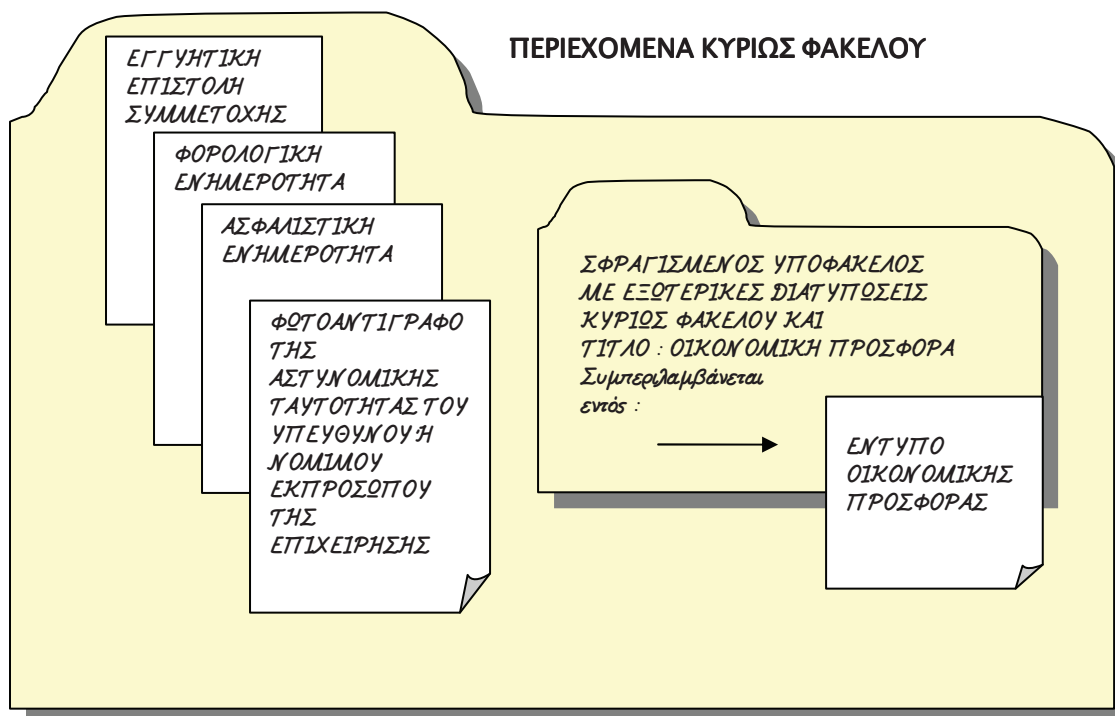 ΠΕΡΙΕΧΟΜΕΝΑ ΚΥΡΙΩΣ ΦΑΚΕΛΟΥ
ΕΓΓΥΗΤΙΚΗ
ΕΠΙΣΤΟΛΗ
ΣΥΜΜΕΤΟΧΗΣ
ΦΟΡΟΛΟΓΙΚΗ
ΕΝΗΜΕΡΟΤΗΤΑ
ΑΣΦΑΛΙΣΤΙΚΗ
ΕΝΗΜΕΡΟΤΗΤΑ
ΦΩΤΟΑΝΤΙΓΡΑΦΟ
ΤΗΣ
ΑΣΤΥΝΟΜΙΚΗΣ
ΤΑΥΤΟΤΗΤΑΣ ΤΟΥ
ΥΠΕΥΘΥΝΟΥ Ή
ΝΟΜΙΜΟΥ
ΕΚΠΡΟΣΩΠΟΥ
ΤΗΣ
ΕΠΙΧΕΙΡΗΣΗΣ
ΣΦΡΑΓΙΣΜΕΝΟΣ ΥΠΟΦΑΚΕΛΟΣ
ΜΕ ΕΞΩΤΕΡΙΚΕΣ ΔΙΑΤΥΠΩΣΕΙΣ
ΚΥΡΙΩΣ ΦΑΚΕΛΟΥ ΚΑΙ
ΤΙΤΛΟ : ΟΙΚΟΝΟΜΙΚΗ ΠΡΟΣΦΟΡΑ
Συμπεριλαμβάνεται
εντός :
ΕΝΤΥΠΟ
ΟΙΚΟΝΟΜΙΚΗΣ
ΠΡΟΣΦΟΡΑΣ